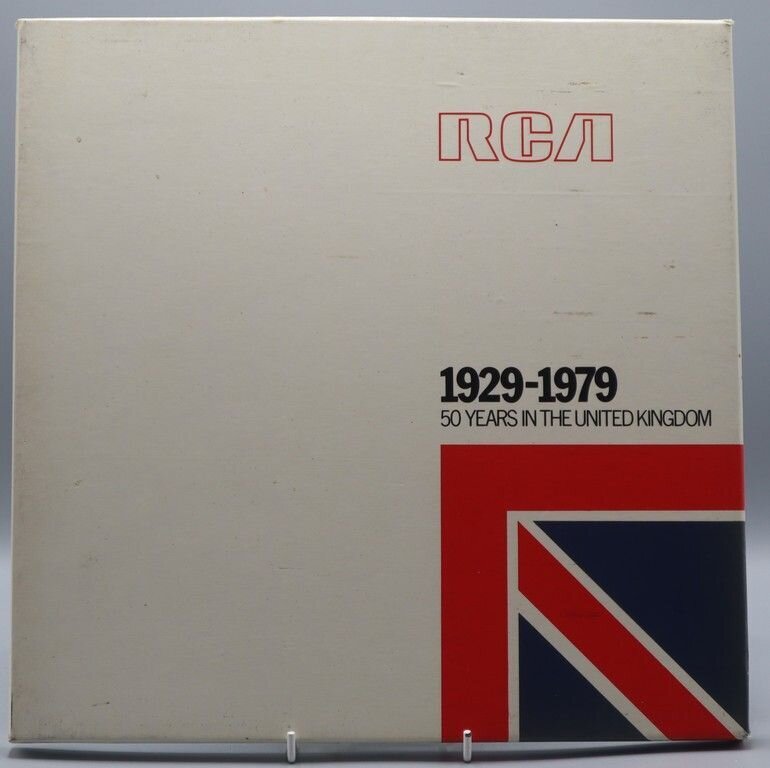 RCA
1929-1979
50 YEARS IN THE UNITED KINGDOM